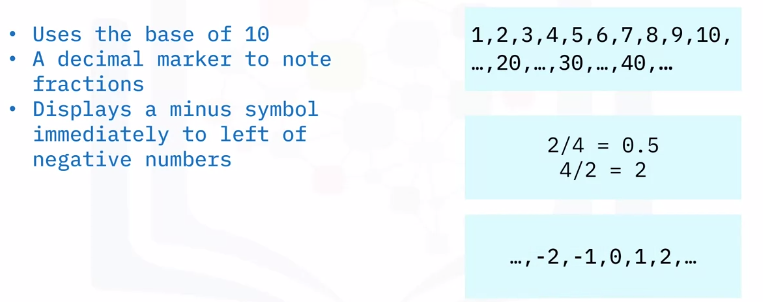 • Uses the base of 10
• A decimal marker to note
fractions
• Displays a minus symbol
immediately to left of
negative numbers
1,2,3,4,5,6,7,8,9,10,
…,20,…,30,…,40,…
2/4 = 0.5
4/2 = 2
…,-2,-1,0,1,2,…